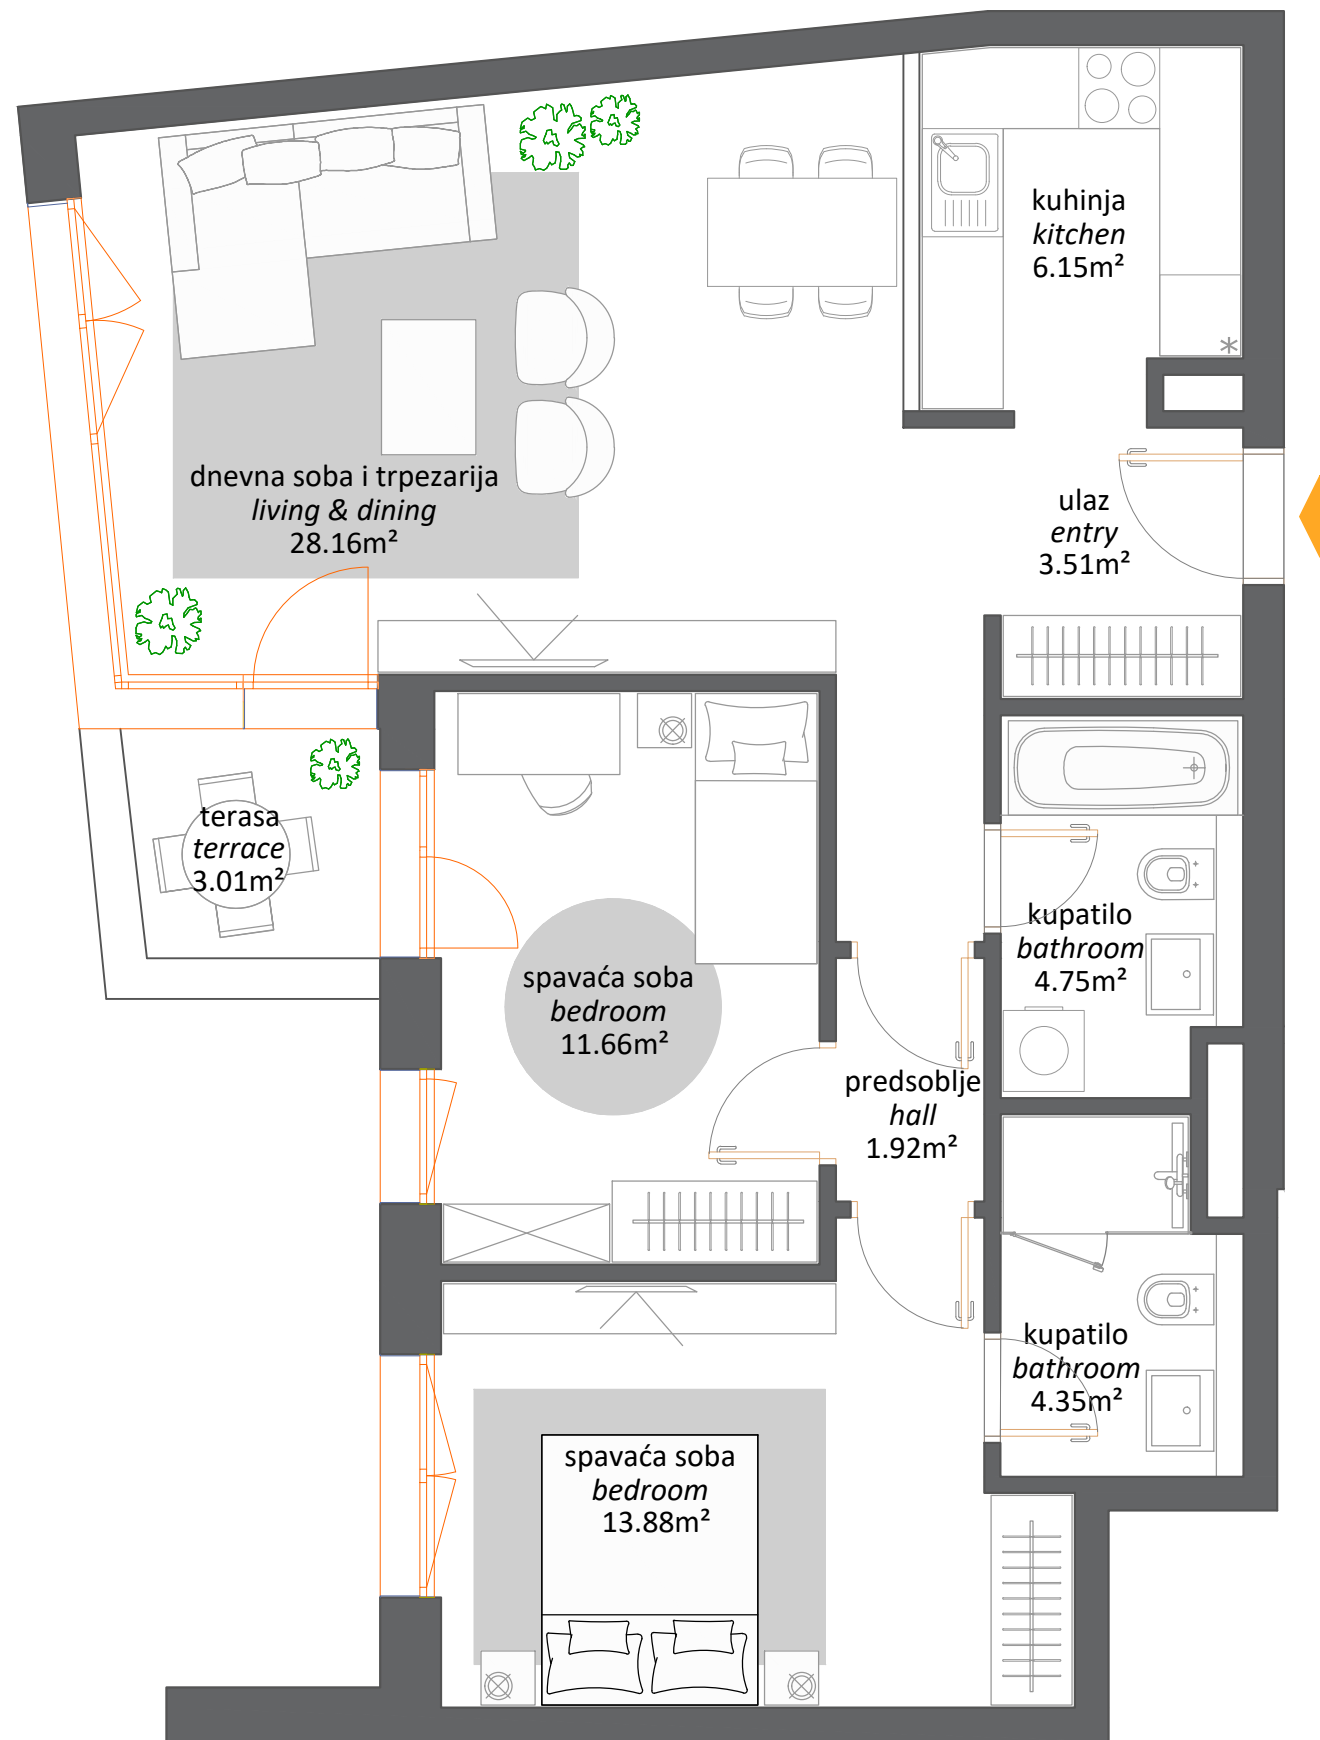 kuhinja
kitchen
6.15m²
dnevna soba i trpezarija
living & dining
28.16m²
ulaz
entry
3.51m²
terasa
terrace
3.01m²
kupatilo
bathroom
4.75m²
spavaća soba
bedroom
11.66m²
predsoblje
hall
1.92m²
kupatilo
bathroom
4.35m²
spavaća soba
bedroom
13.88m²